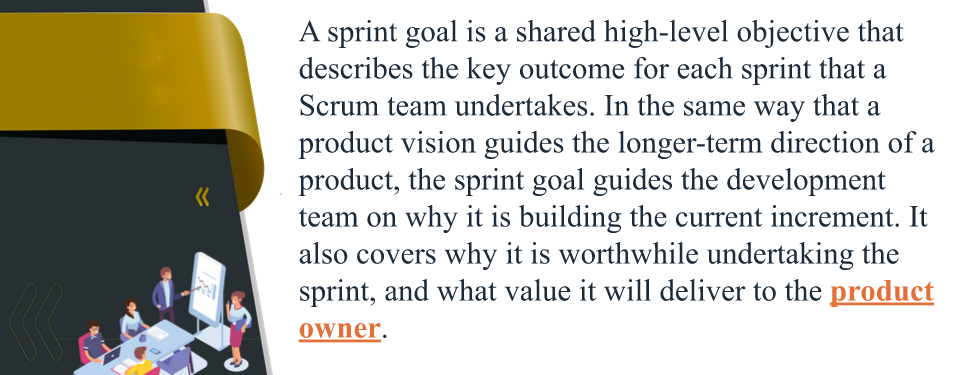 A sprint goal is a shared high-level objective that
describes the key outcome for each sprint that a
Scrum team undertakes. In the same way that a
product vision guides the longer-term direction of a
product, the sprint goal guides the development
team on why it is building the current increment. It
also covers why it is worthwhile undertaking the
sprint, and what value it will deliver to the product
owner.